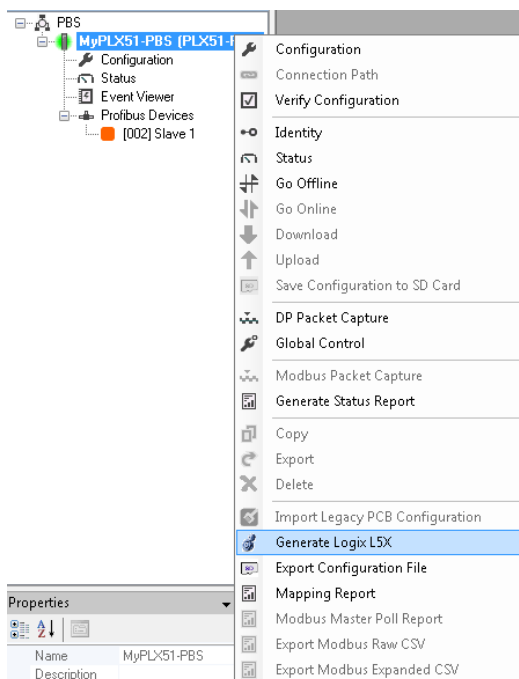 PBS
MyPLX51-PBS (PLX51-
Configuration
Status
Event Viewer
Profibus Devices
[002] Slave 1
Configuration
Connection Path
Verify Configuration
Identity
Status
Go Offline
Go Online
Download
Upload
Save Configuration to SD Card
DP Packet Capture
Global Control
Modbus Packet Capture
Generate Status Report
Copy
Export
Delete
Import Legacy PCB Configuration
Generate Logix L5X
Export Configuration File
Mapping Report
Modbus Master Poll Report
Export Modbus Raw CSV
Export Modbus Expanded CSV
Properties
Name MyPLX51-PBS
Description